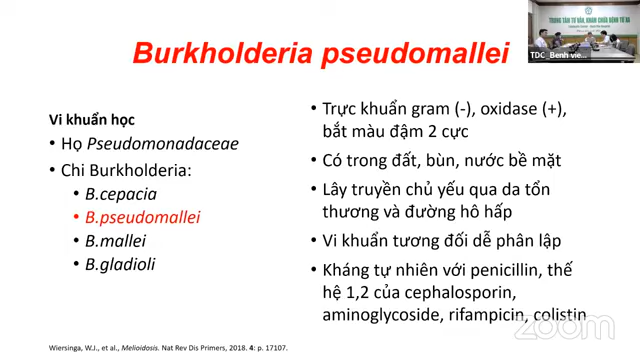 TRUNG TÂM TƯ VẤN, KHÁM CHỮA BỆNH TỪ XA
TDC_Benh vie...
Burkholderia pseudomallei
Vi khuẩn học
• Họ Pseudomonadaceae
• Chi Burkholderia:
• B.cepacia
• B.pseudomallei
• B.mallei
• B.gladioli
• Trực khuẩn gram (-), oxidase (+),
bắt màu đậm 2 cực
• Có trong đất, bùn, nước bề mặt
• Lây truyền chủ yếu qua da tổn
thương và đường hô hấp
• Vi khuẩn tương đối dễ phân lập
• Kháng tự nhiên với penicillin, thế
hệ 1,2 của cephalosporin,
aminoglycoside, rifampicin, colistin
Wiersinga, W.J., et al., Melioidosis. Nat Rev Dis Primers, 2018. 4: p. 17107.
zoom